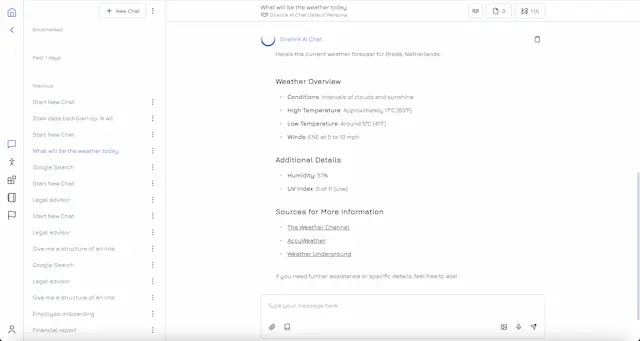 + New Chat
Bookmarked
Past 7 days
Previous
Start New Chat
Zoek deze bedrijven op. Ik wil
Start New Chat
What will be the weather today
Google Search
Start New Chat
Legal advisor
Start New Chat
Legal advisor
Give me a structure of an inte
Google Search
Legal advisor
Give me a structure of an inte
Employee onboarding
Financial report
What will be the weather today
Onelink AI Chat Default Persona
0
1 (1)
Onelink AI Chat
Here's the current weather forecast for Breda, Netherlands:
Weather Overview
• Conditions: Intervals of clouds and sunshine
• High Temperature: Approximately 17°C (63°F)
• Low Temperature: Around 5°C (41°F)
• Winds: ENE at 5 to 10 mph
Additional Details
• Humidity: 57%
• UV Index: 0 of 11 (Low)
Sources for More Information
• The Weather Channel
• AccuWeather
• Weather Underground
If you need further assistance or specific details, feel free to ask!
Type your message here.